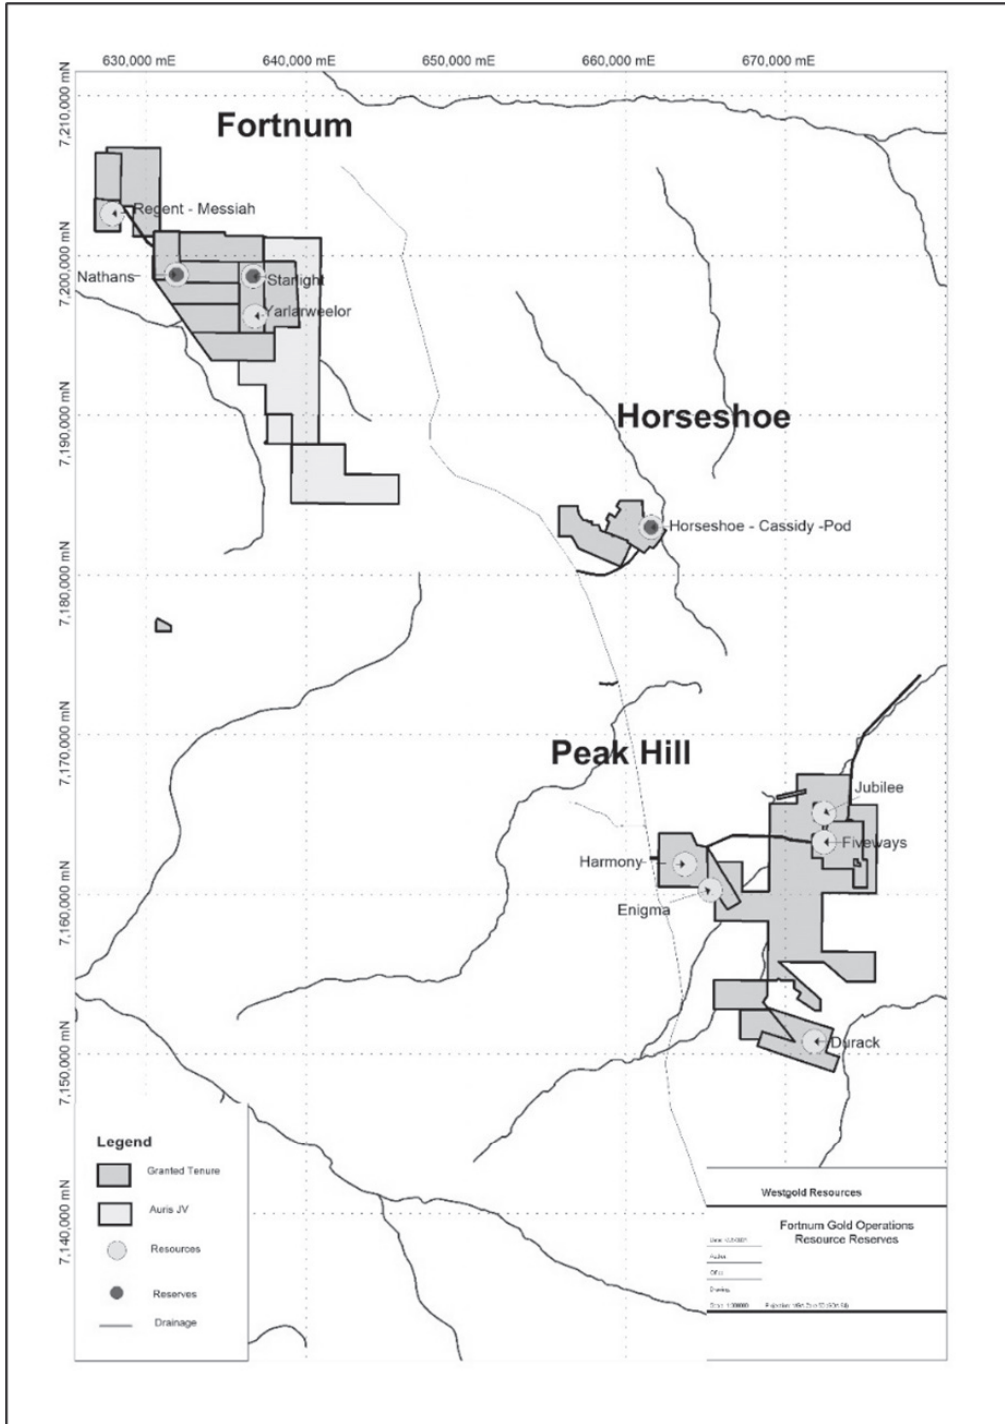 630,000 mE
640,000 mE
650,000 mE
660,000 mE
670,000 mE
7,210,000 mN
7,200,000 mN
7,190,000 mN
7,180,000 mN
7,170,000 mN
7,160,000 mN
7,150,000 mN
7,140,000 mN
Fortnum
Regent - Messiah
Nathans
Starlight
Yarlarweelor
Horseshoe
Horseshoe - Cassidy -Pod
Peak Hill
Jubilee
Fiveways
Harmony
Enigma
Durack
Legend
Granted Tenure
Auris JV
Resources
Reserves
Drainage
Westgold Resources
Fortnum Gold Operations
Resource Reserves